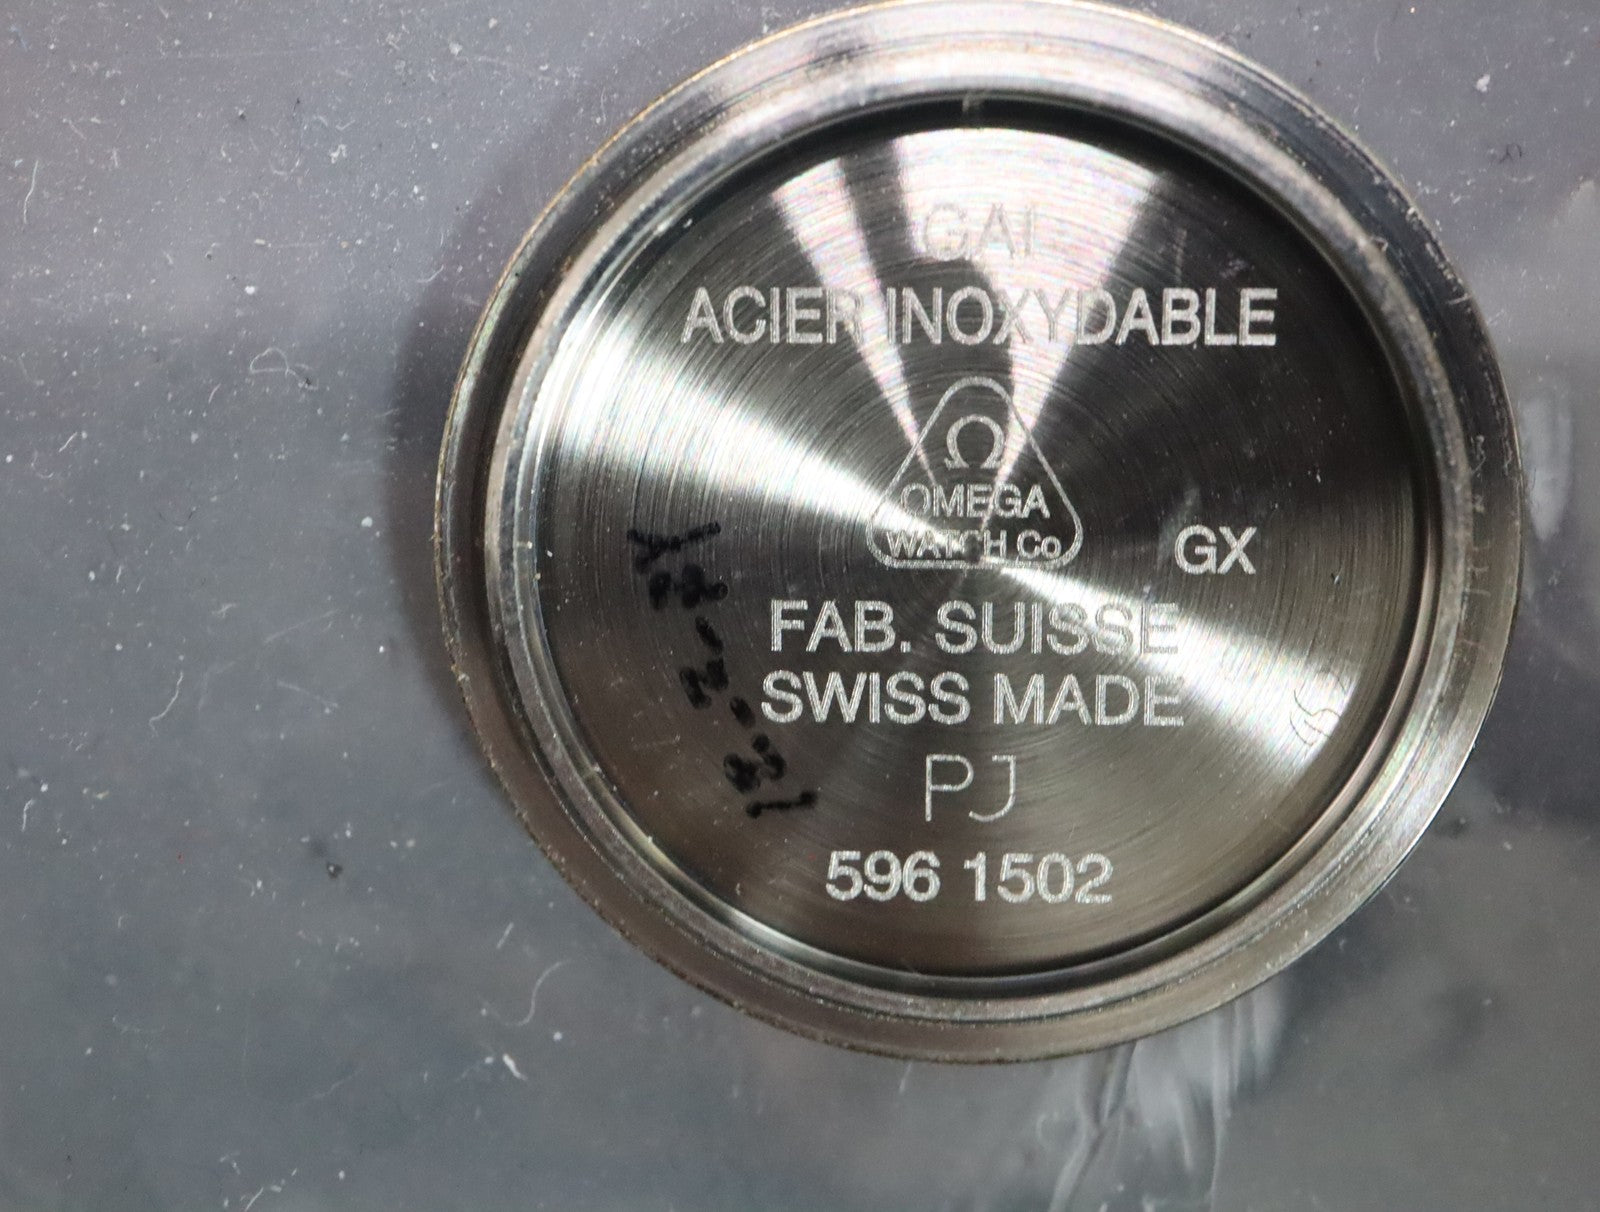 GAI
ACIER INOXYDABLE
Ω
OMEGA
WATCH Co
GX
FAB. SUISSE
SWISS MADE
PJ
596 1502